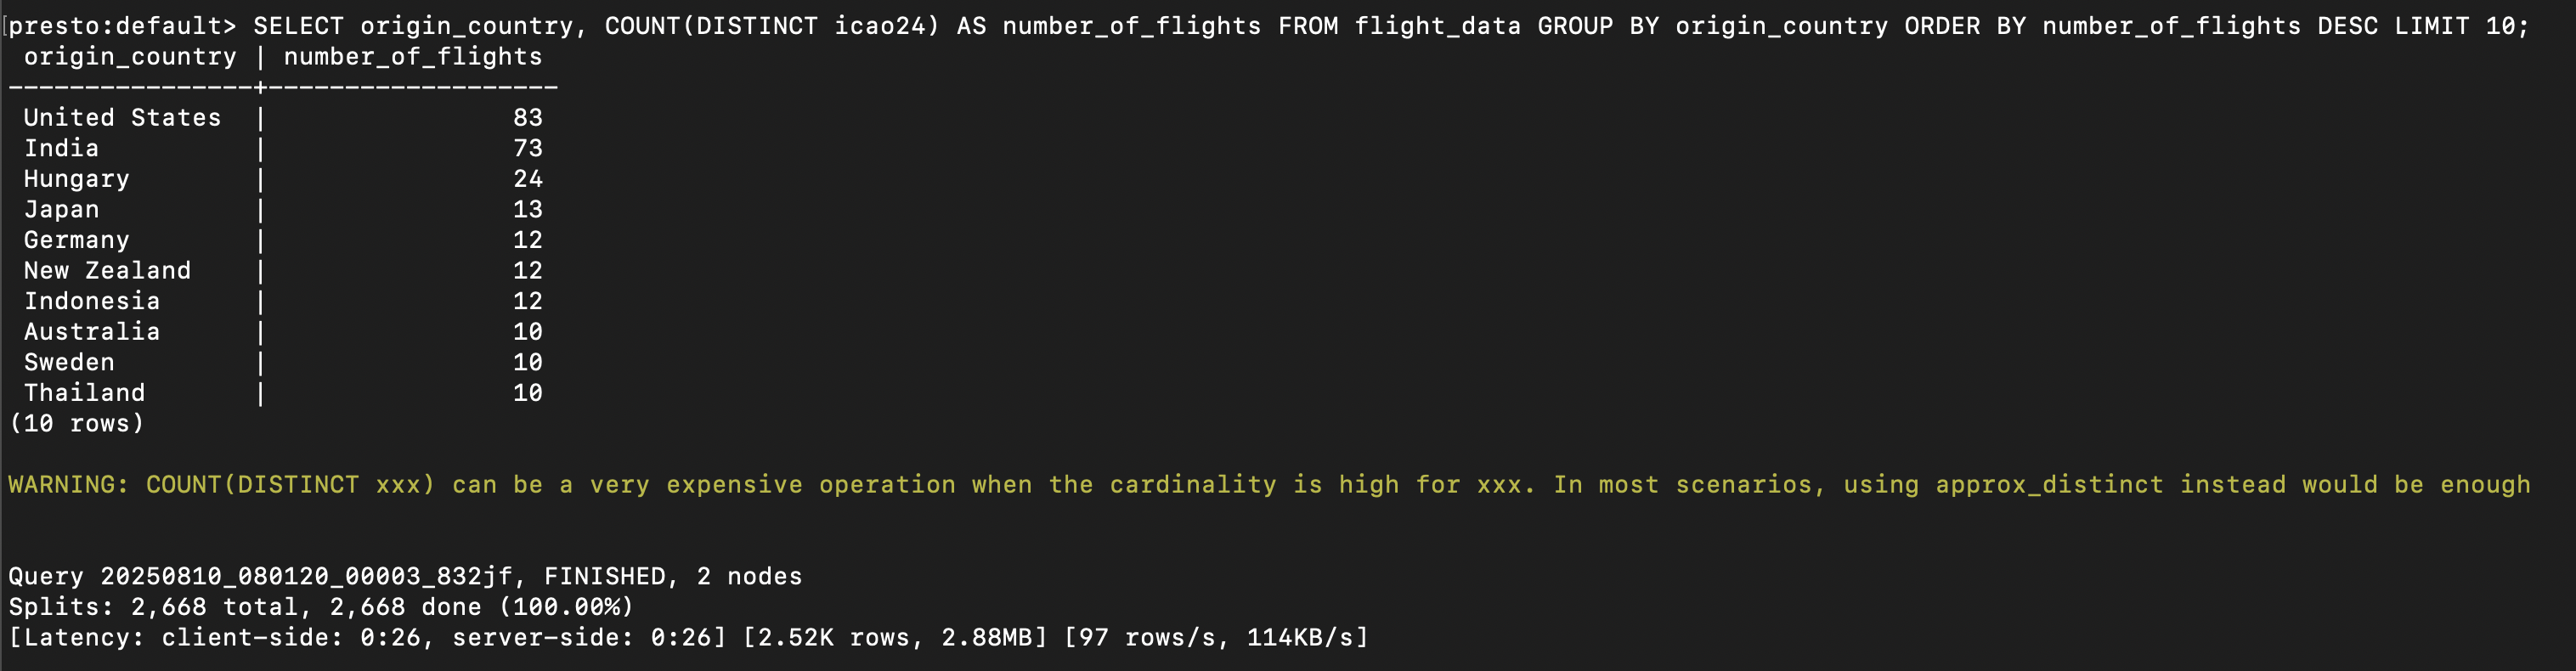 [presto:default> SELECT origin_country, COUNT(DISTINCT icao24) AS number_of_flights FROM flight_data GROUP BY origin_country ORDER BY number_of_flights DESC LIMIT 10;
 origin_country | number_of_flights
----------------+-------------------
 United States  |                83
 India          |                73
 Hungary        |                24
 Japan          |                13
 Germany        |                12
 New Zealand    |                12
 Indonesia      |                12
 Australia      |                10
 Sweden         |                10
 Thailand       |                10
(10 rows)
WARNING: COUNT(DISTINCT xxx) can be a very expensive operation when the cardinality is high for xxx. In most scenarios, using approx_distinct instead would be enough
Query 20250810_080120_00003_832jf, FINISHED, 2 nodes
Splits: 2,668 total, 2,668 done (100.00%)
[Latency: client-side: 0:26, server-side: 0:26] [2.52K rows, 2.88MB] [97 rows/s, 114KB/s]